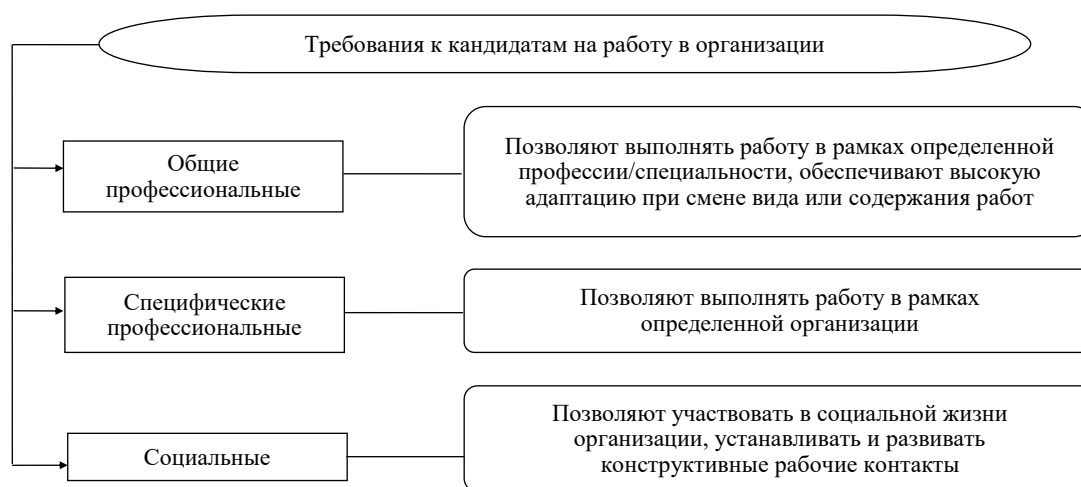 Требования к кандидатам на работу в организации
Общие
профессиональные
Позволяют выполнять работу в рамках определенной
профессии/специальности, обеспечивают высокую
адаптацию при смене вида или содержания работ
Специфические
профессиональные
Позволяют выполнять работу в рамках
определенной организации
Социальные
Позволяют участвовать в социальной жизни
организации, устанавливать и развивать
конструктивные рабочие контакты